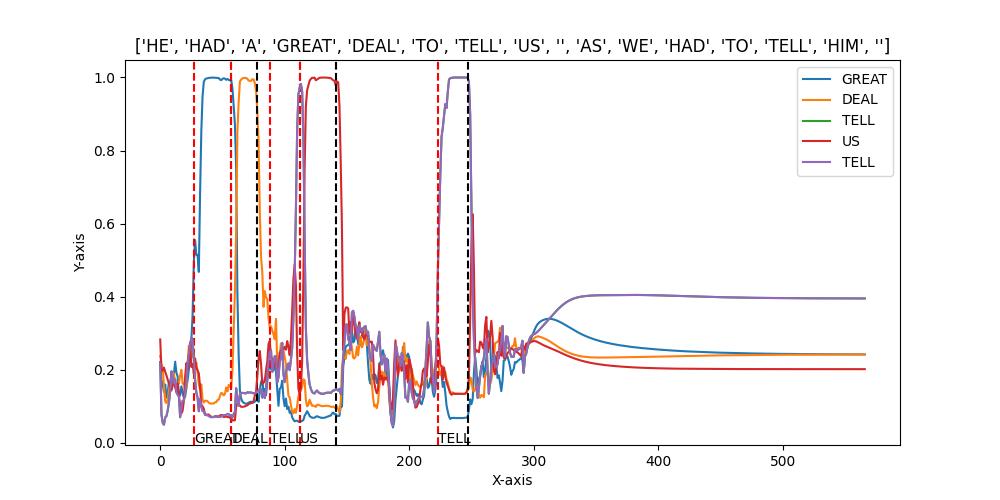 ['HE', 'HAD', 'A', 'GREAT', 'DEAL', 'TO', 'TELL', 'US', '', 'AS', 'WE', 'HAD', 'TO', 'TELL', 'HIM', '']
GREAT
DEAL
TELL
US
TELL
Y-axis
1.0
0.8
0.6
0.4
0.2
0.0
GREAT DEAL TELL US TELL
0 100 200 300 400 500
X-axis